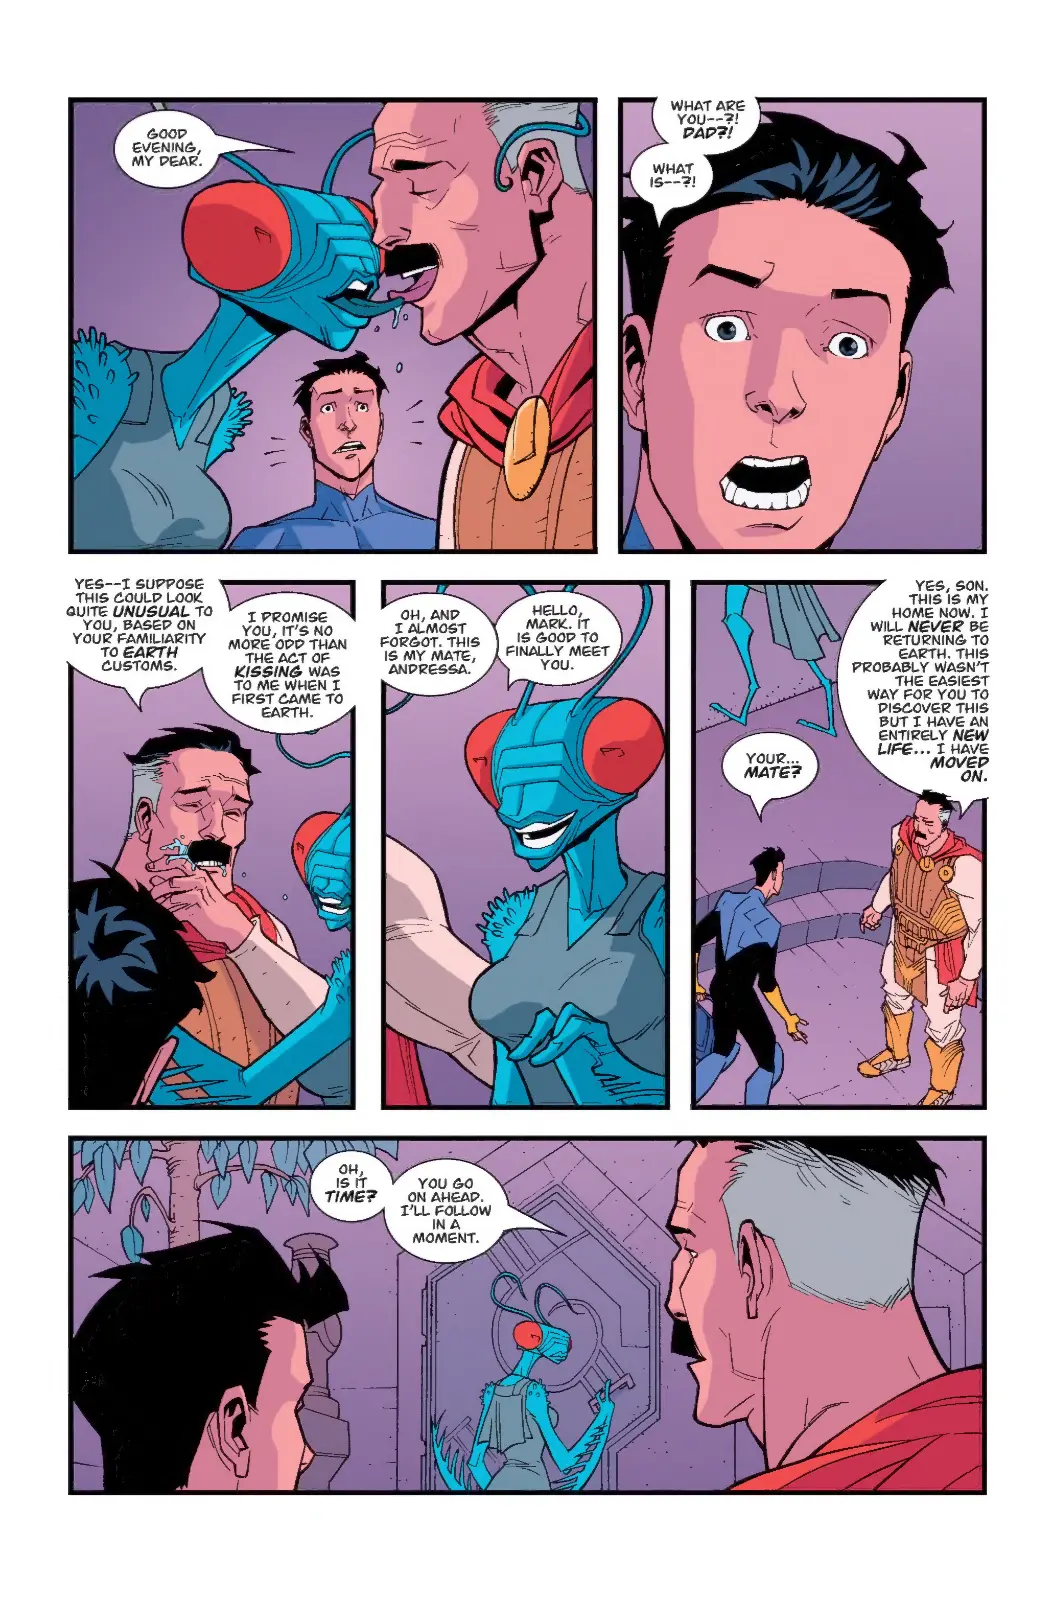 GOOD
EVENING,
MY DEAR.
WHAT ARE
YOU--?!
DAD?!
WHAT
IS--?!
YES--I SUPPOSE
THIS COULD LOOK
QUITE UNUSUAL TO
YOU, BASED ON
YOUR FAMILIARITY
TO EARTH
CUSTOMS.
I PROMISE
YOU, IT'S NO
MORE ODD THAN
THE ACT OF
KISSING WAS
TO ME WHEN I
FIRST CAME TO
EARTH.
OH, AND
I ALMOST
FORGOT. THIS
IS MY MATE,
ANDRESSA.
HELLO,
MARK. IT
IS GOOD TO
FINALLY MEET
YOU.
YOUR...
MATE?
YES, SON.
THIS IS MY
HOME NOW. I
WILL NEVER BE
RETURNING TO
EARTH. THIS
PROBABLY WASN'T
THE EASIEST
WAY FOR YOU TO
DISCOVER THIS
BUT I HAVE AN
ENTIRELY NEW
LIFE... I HAVE
MOVED
ON.
OH,
IS IT
TIME?
YOU GO
ON AHEAD.
I'LL FOLLOW
IN A
MOMENT.